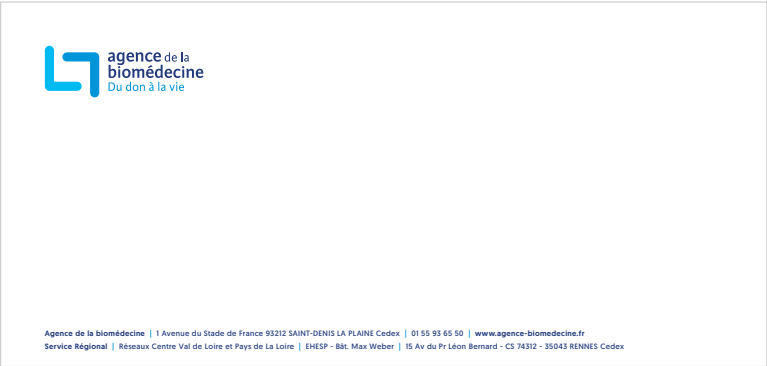 agence de la
biomédecine
Du don à la vie
Agence de la biomédecine | 1 Avenue du Stade de France 93212 SAINT-DENIS LA PLAINE Cedex | 01 55 93 65 50 | www.agence-biomedecine.fr
Service Régional | Réseaux Centre Val de Loire et Pays de La Loire | EHESP - Bât. Max Weber | 15 Av du Pr Léon Bernard - CS 74312 - 35043 RENNES Cedex